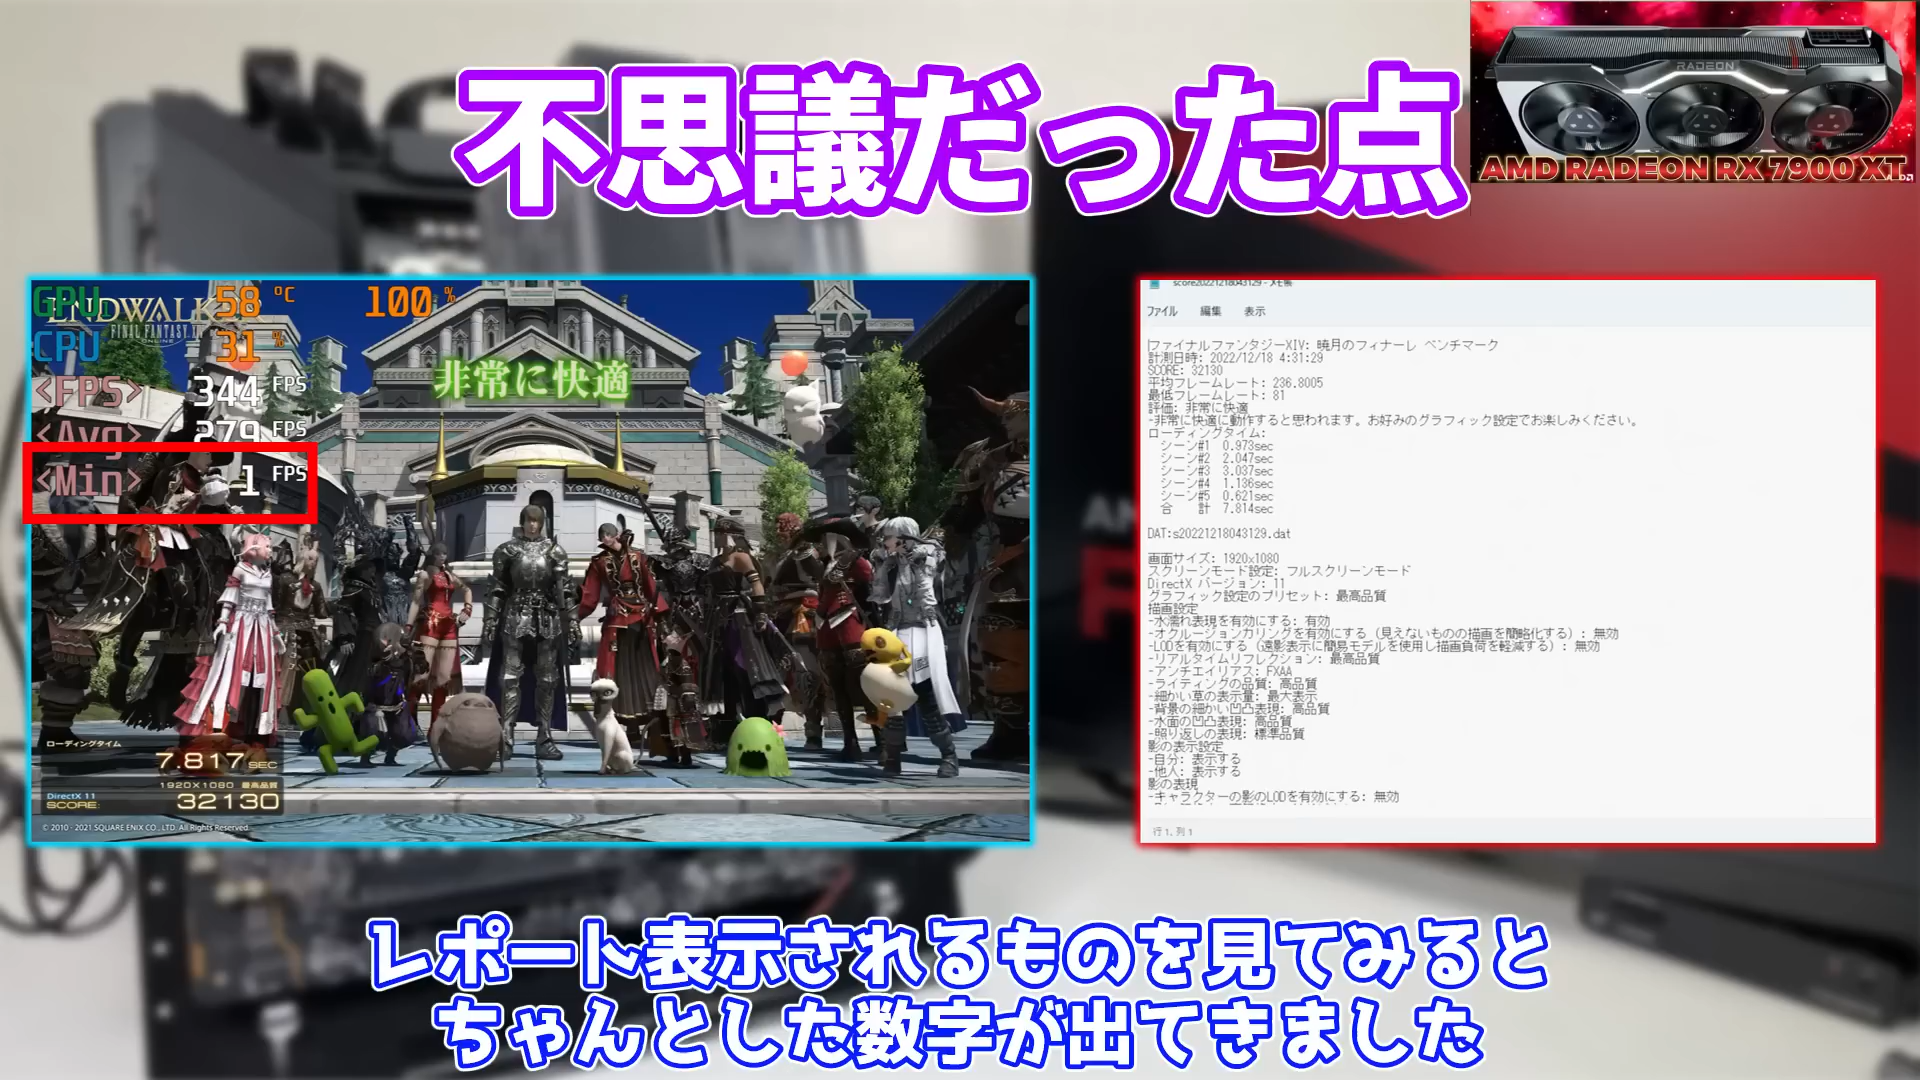 不思議だった点
RADEON
AMD RADEON RX 7900 XT
GPU 58 °C 100 %
ENDWALK
FINAL FANTASY XIV
ONLINE
CPU 31 %
<FPS> 344 FPS
<Avg> 279 FPS
<Min> 1 FPS
非常に快適
ローディングタイム
7.817 SEC
1920X1080 最高品質
DirectX 11
SCORE: 32130
© 2010 - 2021 SQUARE ENIX CO., LTD. All Rights Reserved.
score20221218043129 - メモ帳
ファイル 編集 表示
ファイナルファンタジーXIV: 暁月のフィナーレ ベンチマーク
計測日時: 2022/12/18 4:31:29
SCORE: 32130
平均フレームレート: 236.8005
最低フレームレート: 81
評価: 非常に快適
-非常に快適に動作すると思われます。お好みのグラフィック設定でお楽しみください。
ローディングタイム:
シーン#1 0.973sec
シーン#2 2.047sec
シーン#3 3.037sec
シーン#4 1.136sec
シーン#5 0.621sec
合 計 7.814sec
DAT:s20221218043129.dat
画面サイズ: 1920x1080
スクリーンモード設定: フルスクリーンモード
DirectX バージョン: 11
グラフィック設定のプリセット: 最高品質
描画設定
-水濡れ表現を有効にする: 有効
-オクルージョンカリングを有効にする（見えないものの描画を簡略化する）: 無効
-LODを有効にする（遠影表示に簡易モデルを使用し描画負荷を軽減する）: 無効
-リアルタイムリフレクション: 最高品質
-アンチエイリアス: FXAA
-ライティングの品質: 高品質
-細かい草の表示量: 最大表示
-背景の細かい凹凸表現: 高品質
-水面の凹凸表現: 高品質
-照り返しの表現: 標準品質
影の表示設定
-自分: 表示する
-他人: 表示する
影の表現
-キャラクターの影のLODを有効にする: 無効
行 1、列 1
レポート表示されるものを見てみると
ちゃんとした数字が出てきました